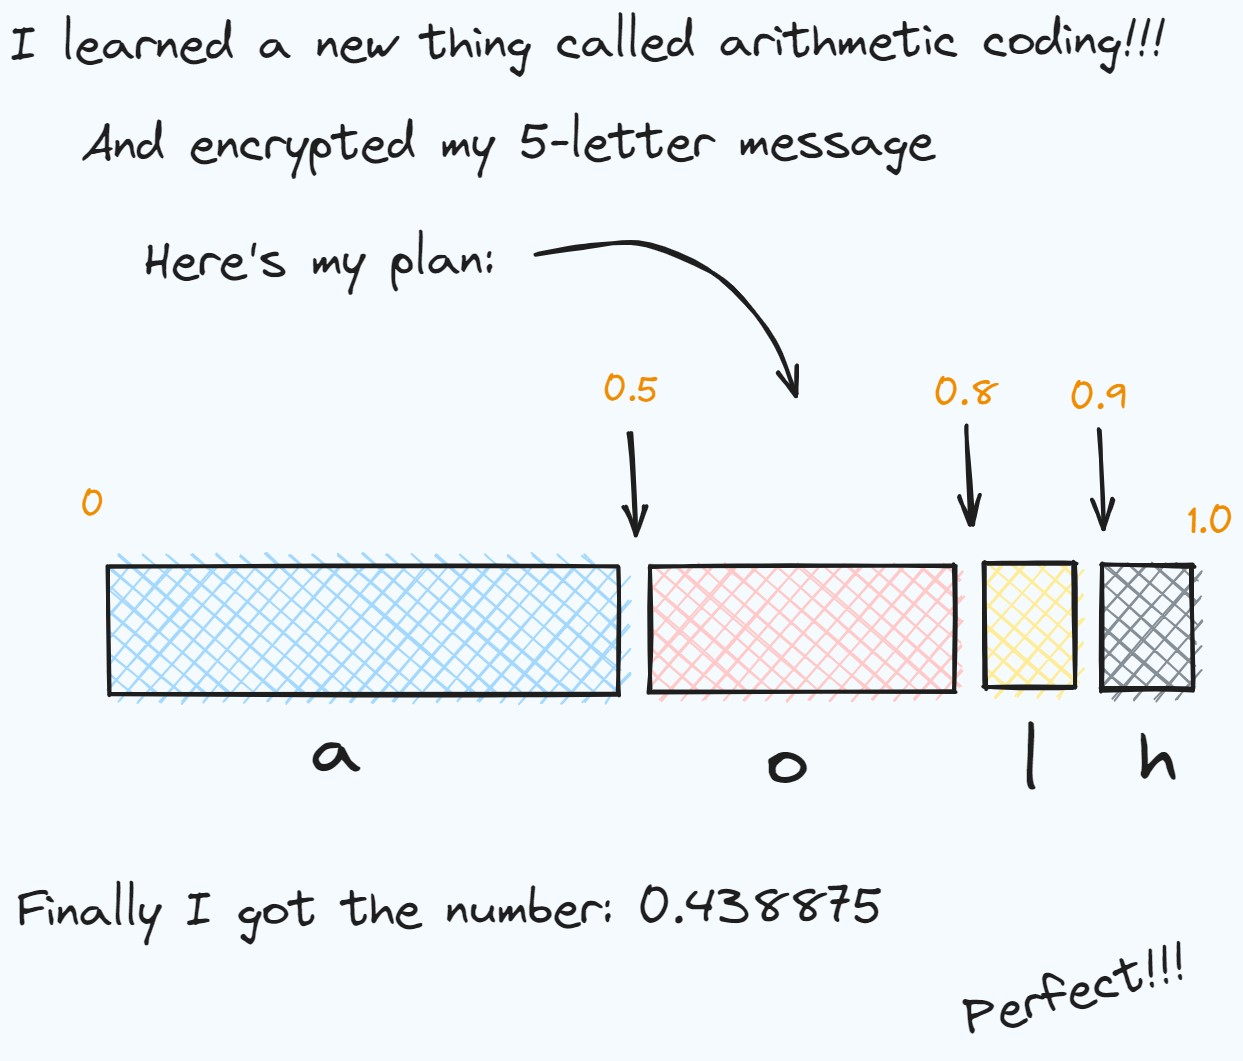 I learned a new thing called arithmetic coding!!!
And encrypted my 5-letter message
Here's my plan:
0.5
0.8
0.9
0
1.0
a
o
l
h
Finally I got the number: 0.438875
Perfect!!!